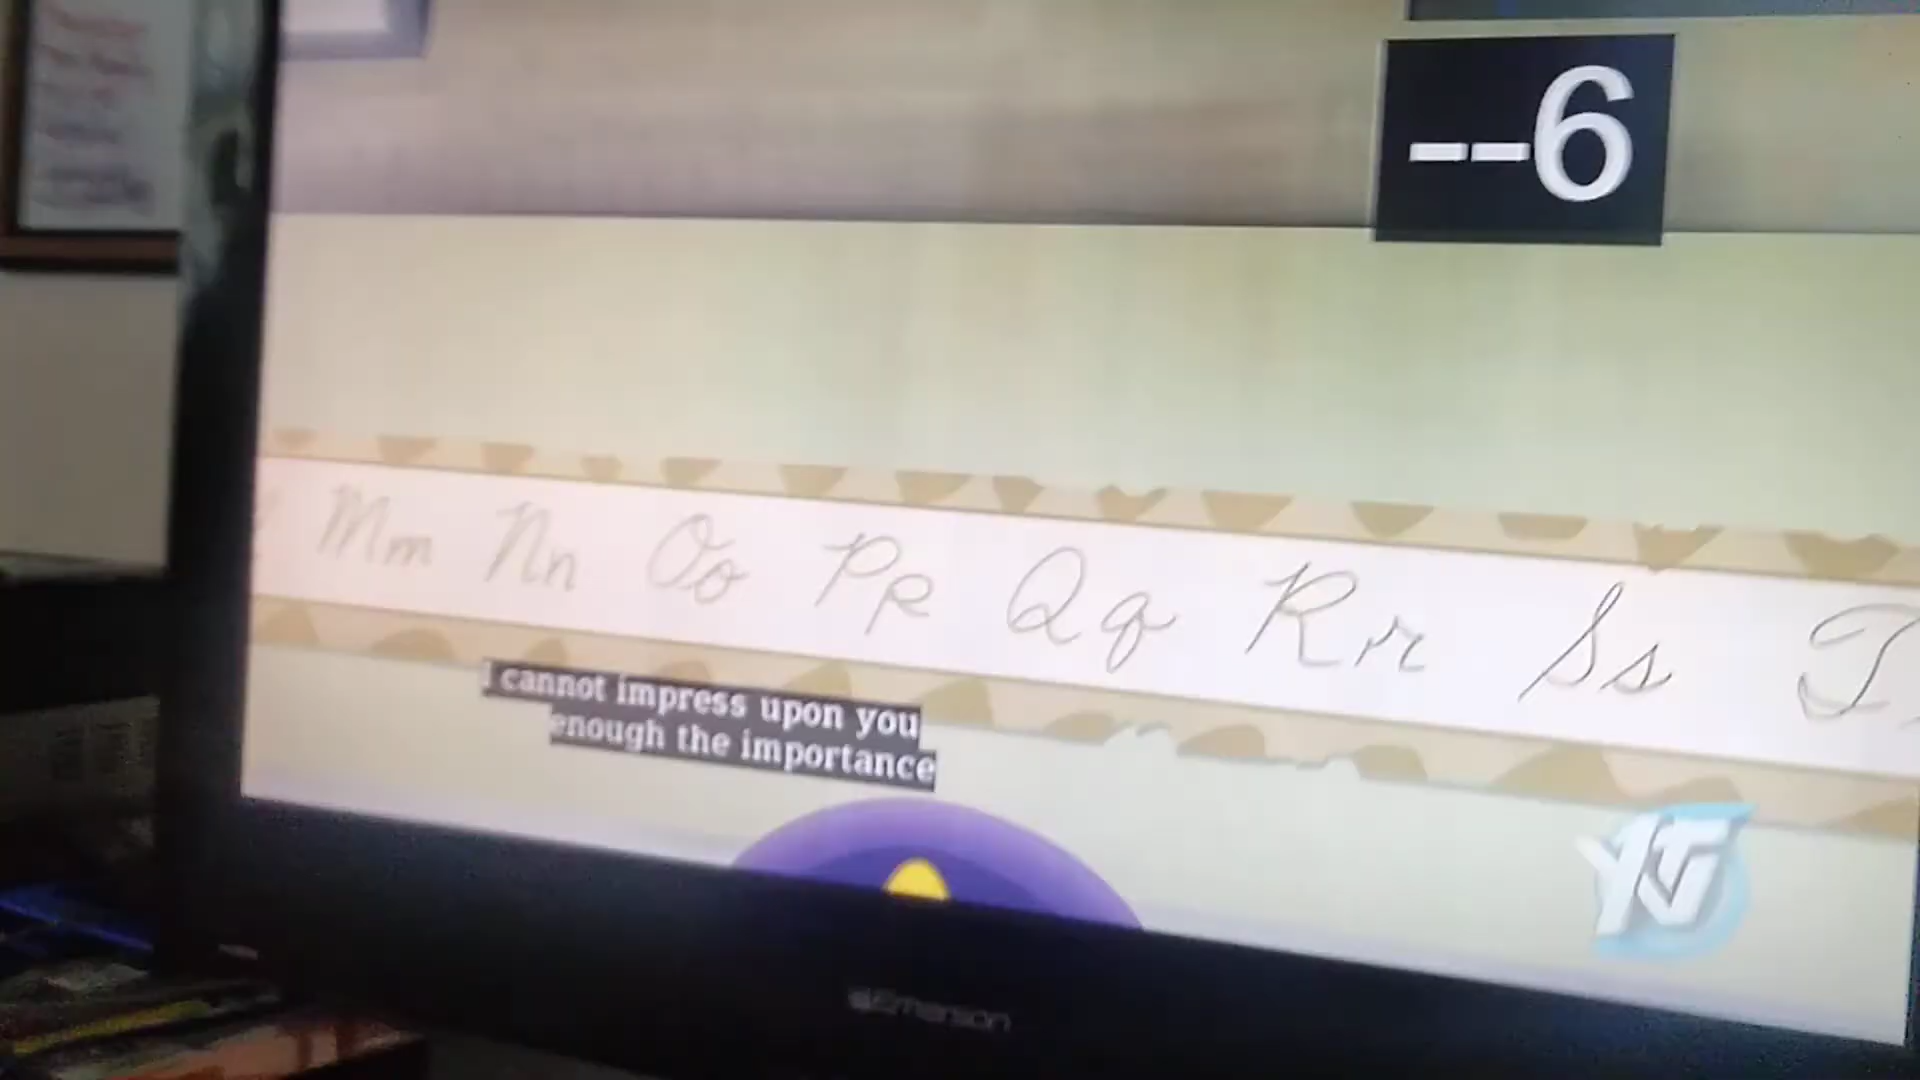 --6
Mm Nn Oo Pp Qq Rr Ss T
I cannot impress upon you
enough the importance
YTV
Emerson